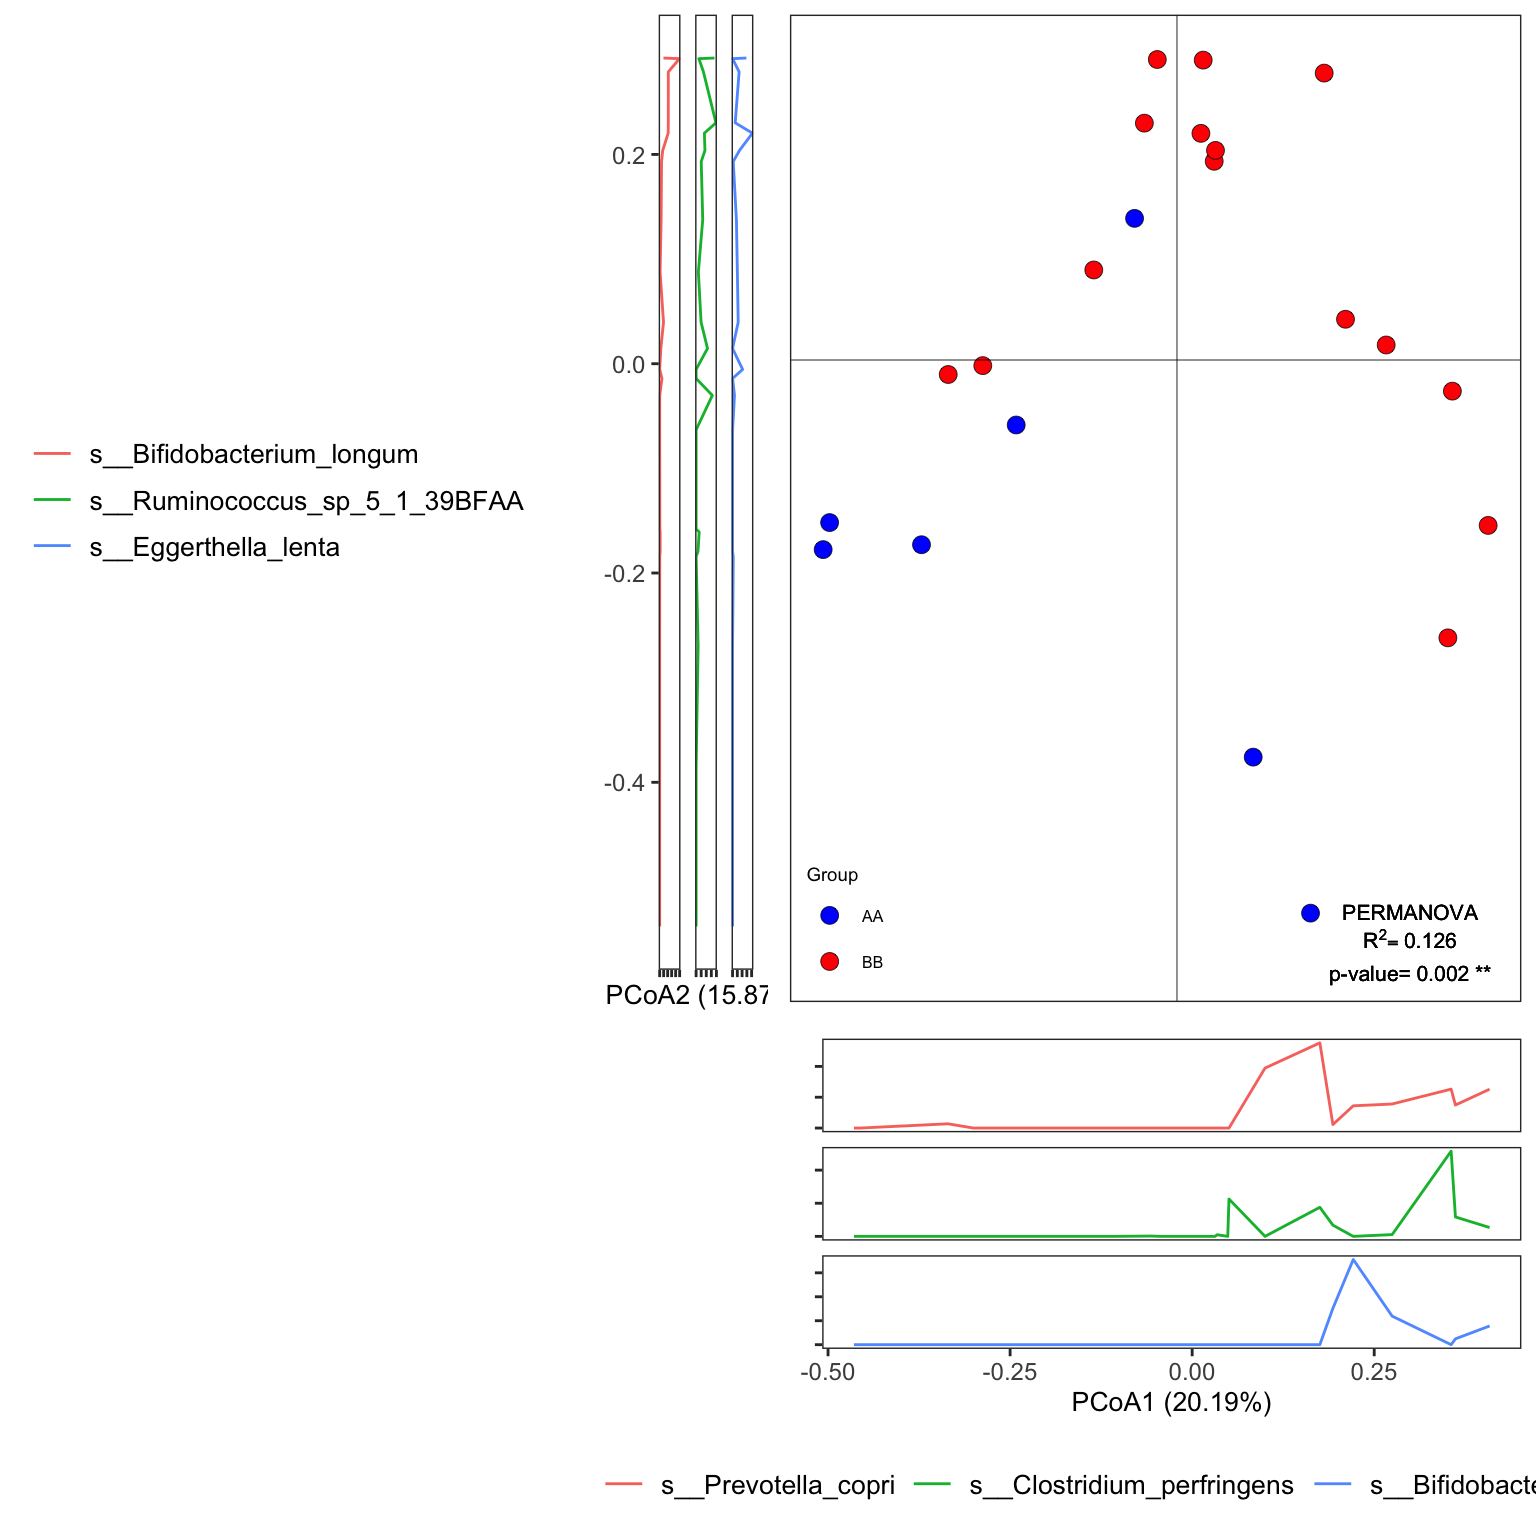 0.2
0.0
-0.2
-0.4
s__Bifidobacterium_longum
s__Ruminococcus_sp_5_1_39BFAA
s__Eggerthella_lenta
PCoA2 (15.87
Group
AA
BB
PERMANOVA
R²= 0.126
p-value= 0.002 **
-0.50 -0.25 0.00 0.25
PCoA1 (20.19%)
s__Prevotella_copri s__Clostridium_perfringens s__Bifidobacte